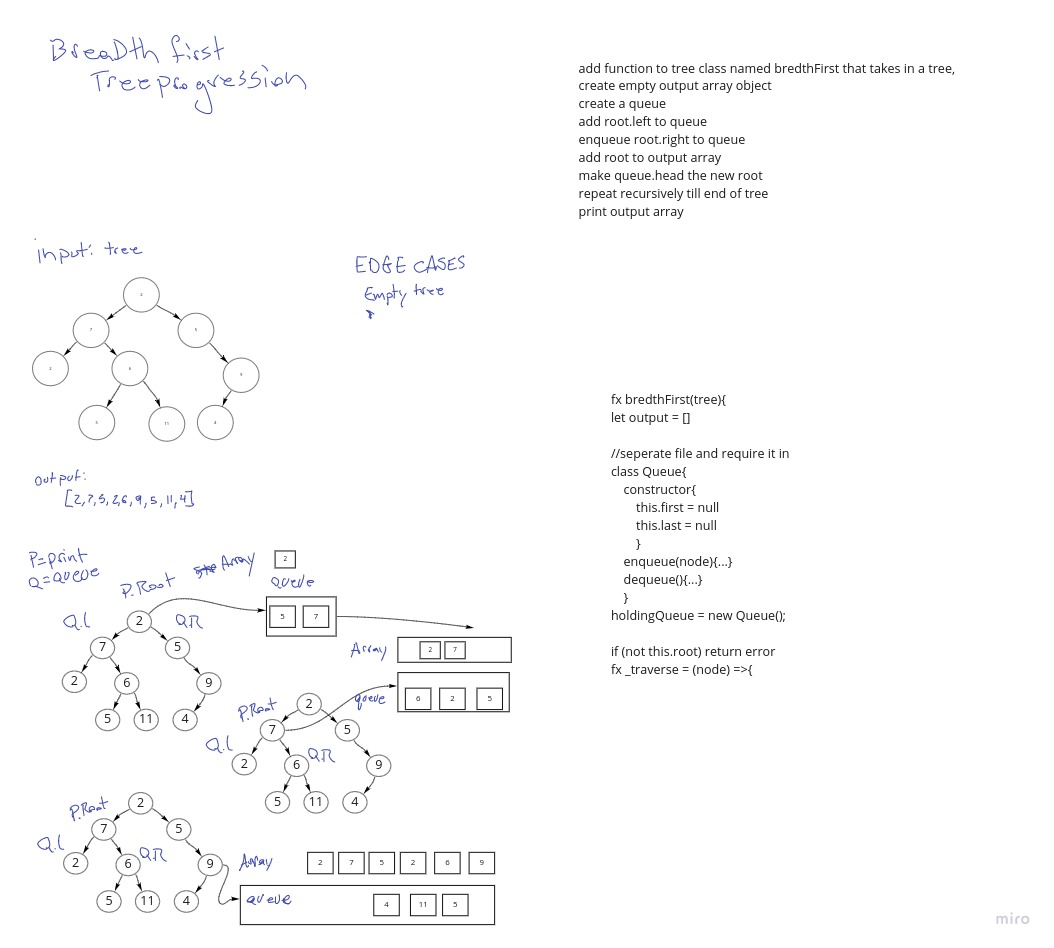 BreaDth first
Tree progression
add function to tree class named bredthFirst that takes in a tree,
create empty output array object
create a queue
add root.left to queue
enqueue root.right to queue
add root to output array
make queue.head the new root
repeat recursively till end of tree
print output array
input: tree
2
7
5
2
6
9
5
11
4
EDGE CASES
Empty tree
output:
[2,7,5,2,6,9,5,11,4]
P=print
Q=Queue
P.Root
Array
2
Queue
5 7
Q.L
2
Q.R
7
5
2
6
9
5
11
4
Array
2 7
queue
6 2 5
P.Root
2
7
5
Q.L
2
6
Q.R
9
5
11
4
P.Root
2
7
5
Q.L
2
6
Q.R
9
5
11
4
Array
2 7 5 2 6 9
queue
4 11 5
fx bredthFirst(tree){
let output = []
//seperate file and require it in
class Queue{
constructor{
this.first = null
this.last = null
}
enqueue(node){...}
dequeue(){...}
}
holdingQueue = new Queue();
if (not this.root) return error
fx _traverse = (node) =>{
miro